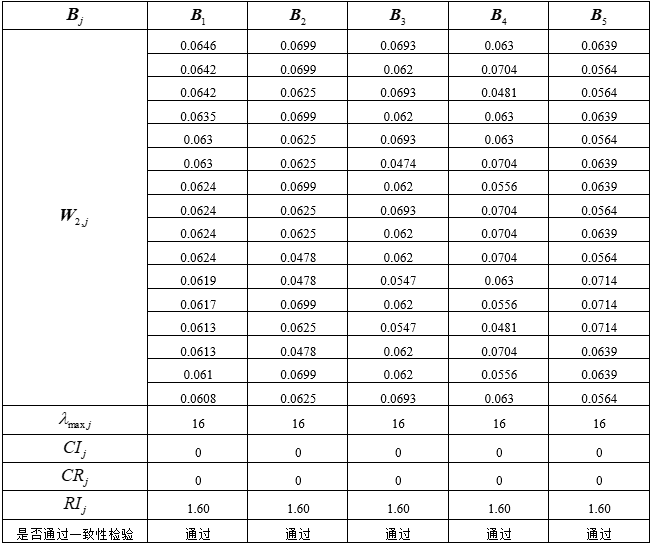 B_j B_1 B_2 B_3 B_4 B_5
0.0646 0.0699 0.0693 0.063 0.0639
0.0642 0.0699 0.062 0.0704 0.0564
0.0642 0.0625 0.0693 0.0481 0.0564
0.0635 0.0699 0.062 0.063 0.0639
0.063 0.0625 0.0693 0.063 0.0564
0.063 0.0625 0.0474 0.0704 0.0639
0.0624 0.0699 0.062 0.0556 0.0639
W_{2,j} 0.0624 0.0625 0.0693 0.0704 0.0564
0.0624 0.0625 0.062 0.0704 0.0639
0.0624 0.0478 0.062 0.0704 0.0564
0.0619 0.0478 0.0547 0.063 0.0714
0.0617 0.0699 0.062 0.0556 0.0714
0.0613 0.0625 0.0547 0.0481 0.0714
0.0613 0.0478 0.062 0.0704 0.0639
0.061 0.0699 0.062 0.0556 0.0639
0.0608 0.0625 0.0693 0.063 0.0564
λ_{max,j} 16 16 16 16 16
CI_j 0 0 0 0 0
CR_j 0 0 0 0 0
RI_j 1.60 1.60 1.60 1.60 1.60
是否通过一致性检验 通过 通过 通过 通过 通过